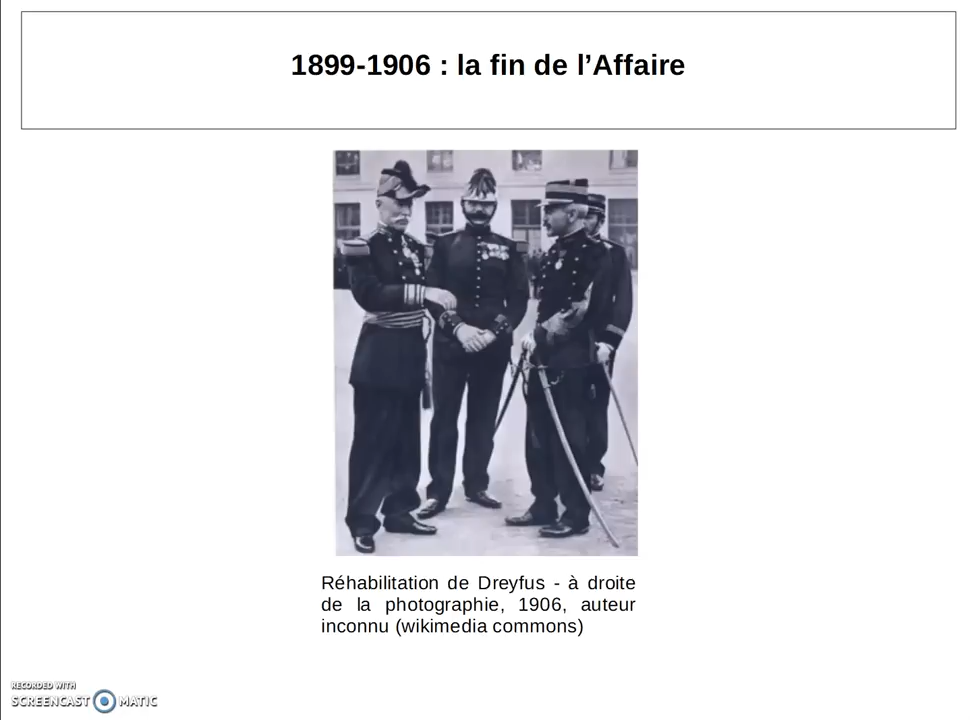 1899-1906 : la fin de l’Affaire
Réhabilitation de Dreyfus - à droite
de la photographie, 1906, auteur
inconnu (wikimedia commons)
RECORDED WITH
SCREENCAST MATIC